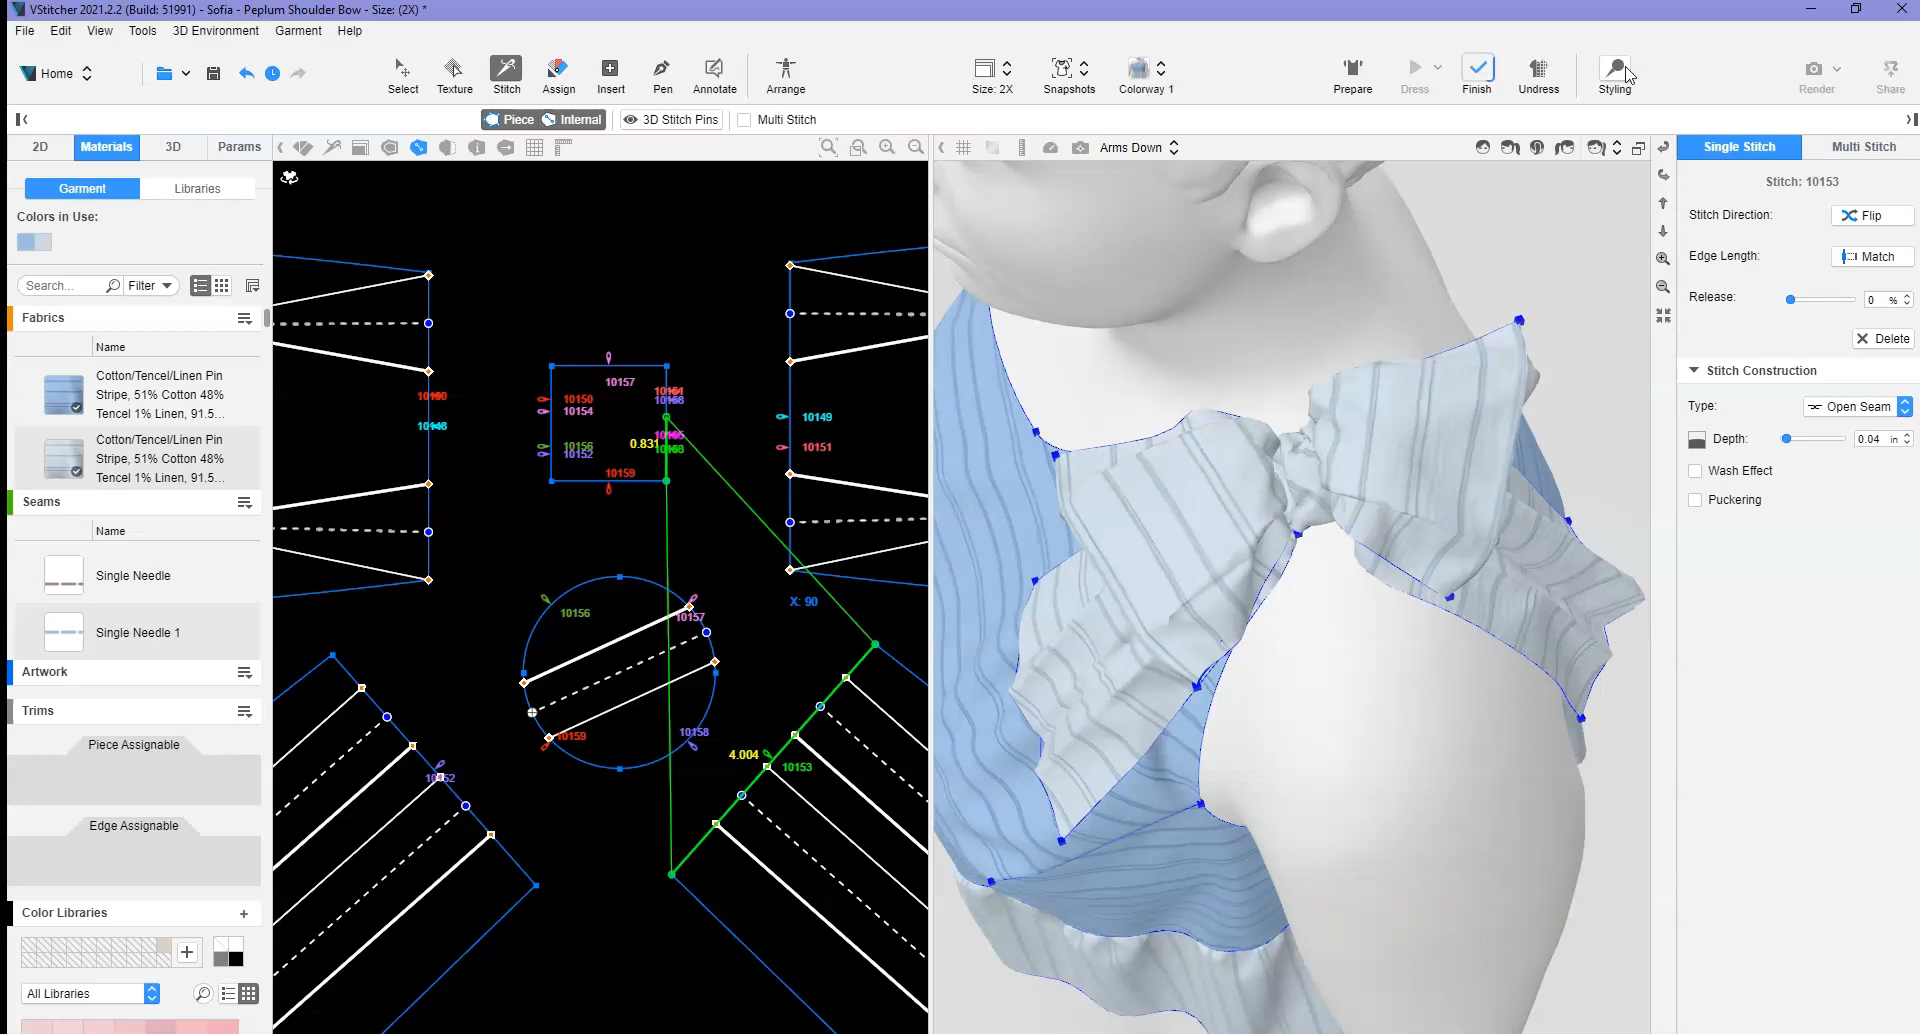 VStitcher 2021.2.2 (Build: 51991) - Sofia - Peplum Shoulder Bow - Size: (2X) *
File Edit View Tools 3D Environment Garment Help
Home
Select Texture Stitch Assign Insert Pen Annotate Arrange Size: 2X Snapshots Colorway 1 Prepare Dress Finish Undress Styling Render Share
Piece Internal 3D Stitch Pins Multi Stitch
2D Materials 3D Params
Arms Down
Single Stitch Multi Stitch
Garment Libraries
Colors in Use:
Search... Filter
Fabrics
Name
Cotton/Tencel/Linen Pin
Stripe, 51% Cotton 48%
Tencel 1% Linen, 91.5...
Cotton/Tencel/Linen Pin
Stripe, 51% Cotton 48%
Tencel 1% Linen, 91.5...
Seams
Name
Single Needle
Single Needle 1
Artwork
Trims
Piece Assignable
Edge Assignable
Color Libraries
All Libraries
10157
10150
10154
10149
10156
0.831
10152
10151
10159
X: 90
10156
10157
10159
10158
4.004
10153
Stitch: 10153
Stitch Direction: Flip
Edge Length: Match
Release: 0 %
Delete
Stitch Construction
Type: Open Seam
Depth: 0.04 in
Wash Effect
Puckering